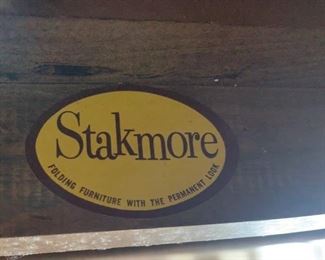 Stakmore
FOLDING FURNITURE WITH THE PERMANENT LOOK